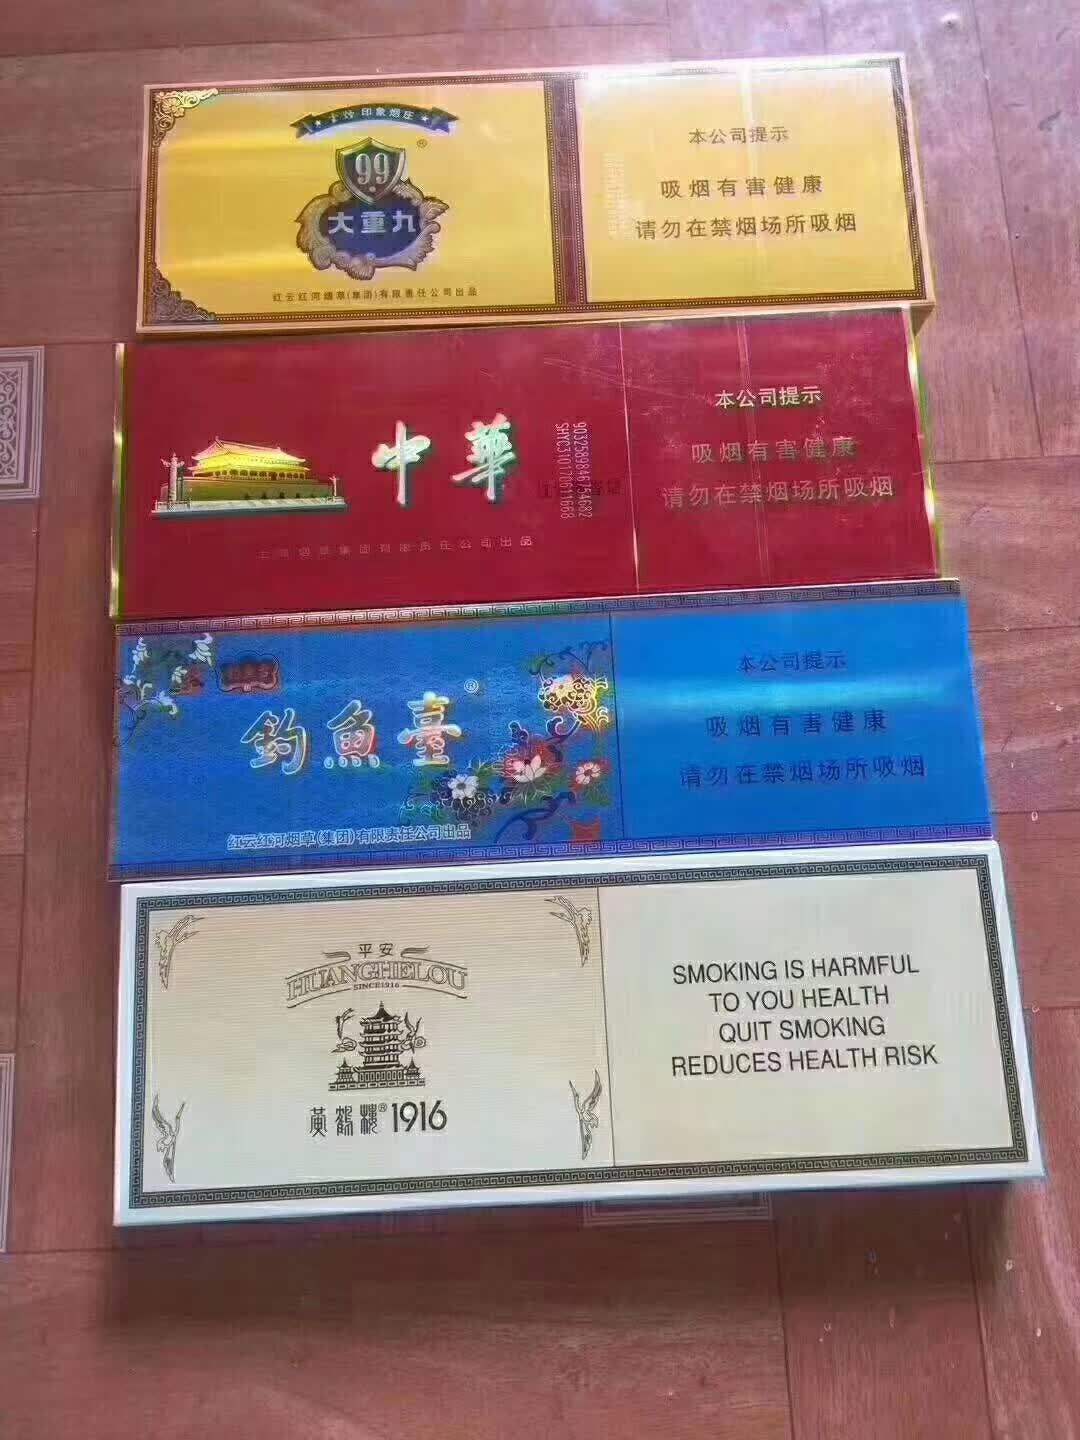 印象烟庄
99
®
大重九
红云红河烟草(集团)有限责任公司出品
本公司提示
吸烟有害健康
请勿在禁烟场所吸烟
中華
9032589846754682
SHYC310170611668
上海烟草集团有限责任公司出品
本公司提示
吸烟有害健康
请勿在禁烟场所吸烟
釣魚臺®
红云红河烟草(集团)有限责任公司出品
本公司提示
吸烟有害健康
请勿在禁烟场所吸烟
平安
HUANGHELOU
SINCE1916
黃鶴樓®1916
SMOKING IS HARMFUL
TO YOU HEALTH
QUIT SMOKING
REDUCES HEALTH RISK